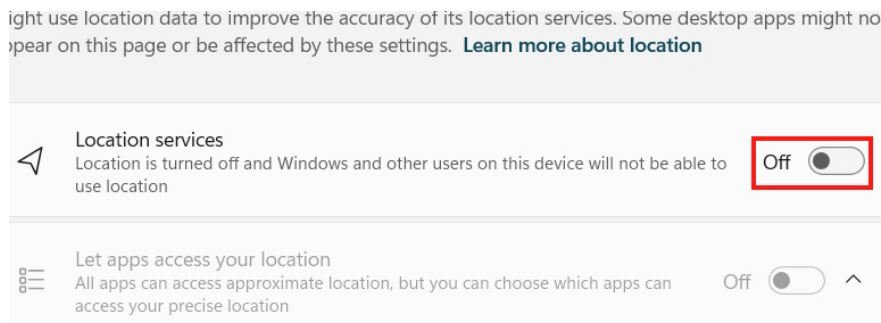 ight use location data to improve the accuracy of its location services. Some desktop apps might no
ppear on this page or be affected by these settings. Learn more about location
Location services
Location is turned off and Windows and other users on this device will not be able to
use location
Off
Let apps access your location
All apps can access approximate location, but you can choose which apps can
access your precise location
Off